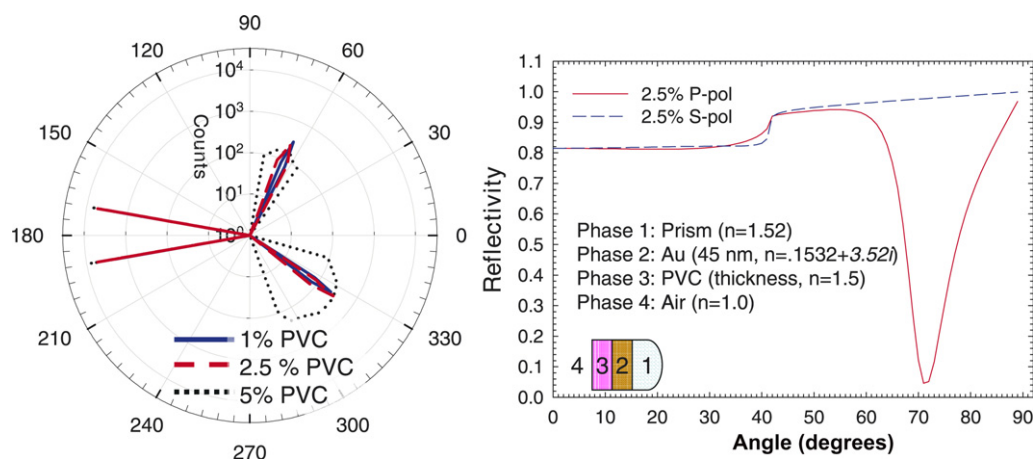 90
120
60
10⁴
10³
150
30
Counts
10²
10¹
180
10⁰
0
210
330
1% PVC
2.5 % PVC
5% PVC
240
300
270
1.1
1.0
0.9
0.8
0.7
0.6
0.5
0.4
0.3
0.2
0.1
0.0
Reflectivity
2.5% P-pol
2.5% S-pol
Phase 1: Prism (n=1.52)
Phase 2: Au (45 nm, n=.1532+3.52i)
Phase 3: PVC (thickness, n=1.5)
Phase 4: Air (n=1.0)
4 3 2 1
0 10 20 30 40 50 60 70 80 90
Angle (degrees)